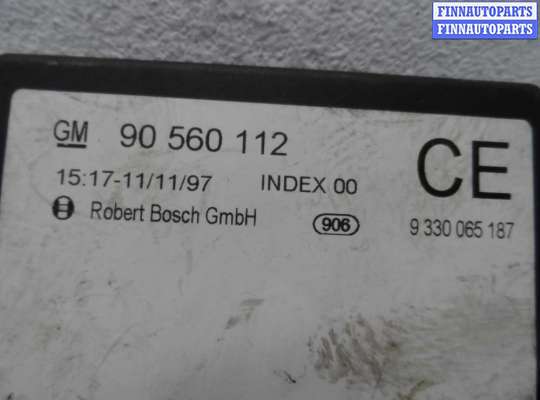 FINNAUTOPARTS
FINNAUTOPARTS
GM 90 560 112
CE
15:17-11/11/97 INDEX 00
Robert Bosch GmbH 906 9 330 065 187